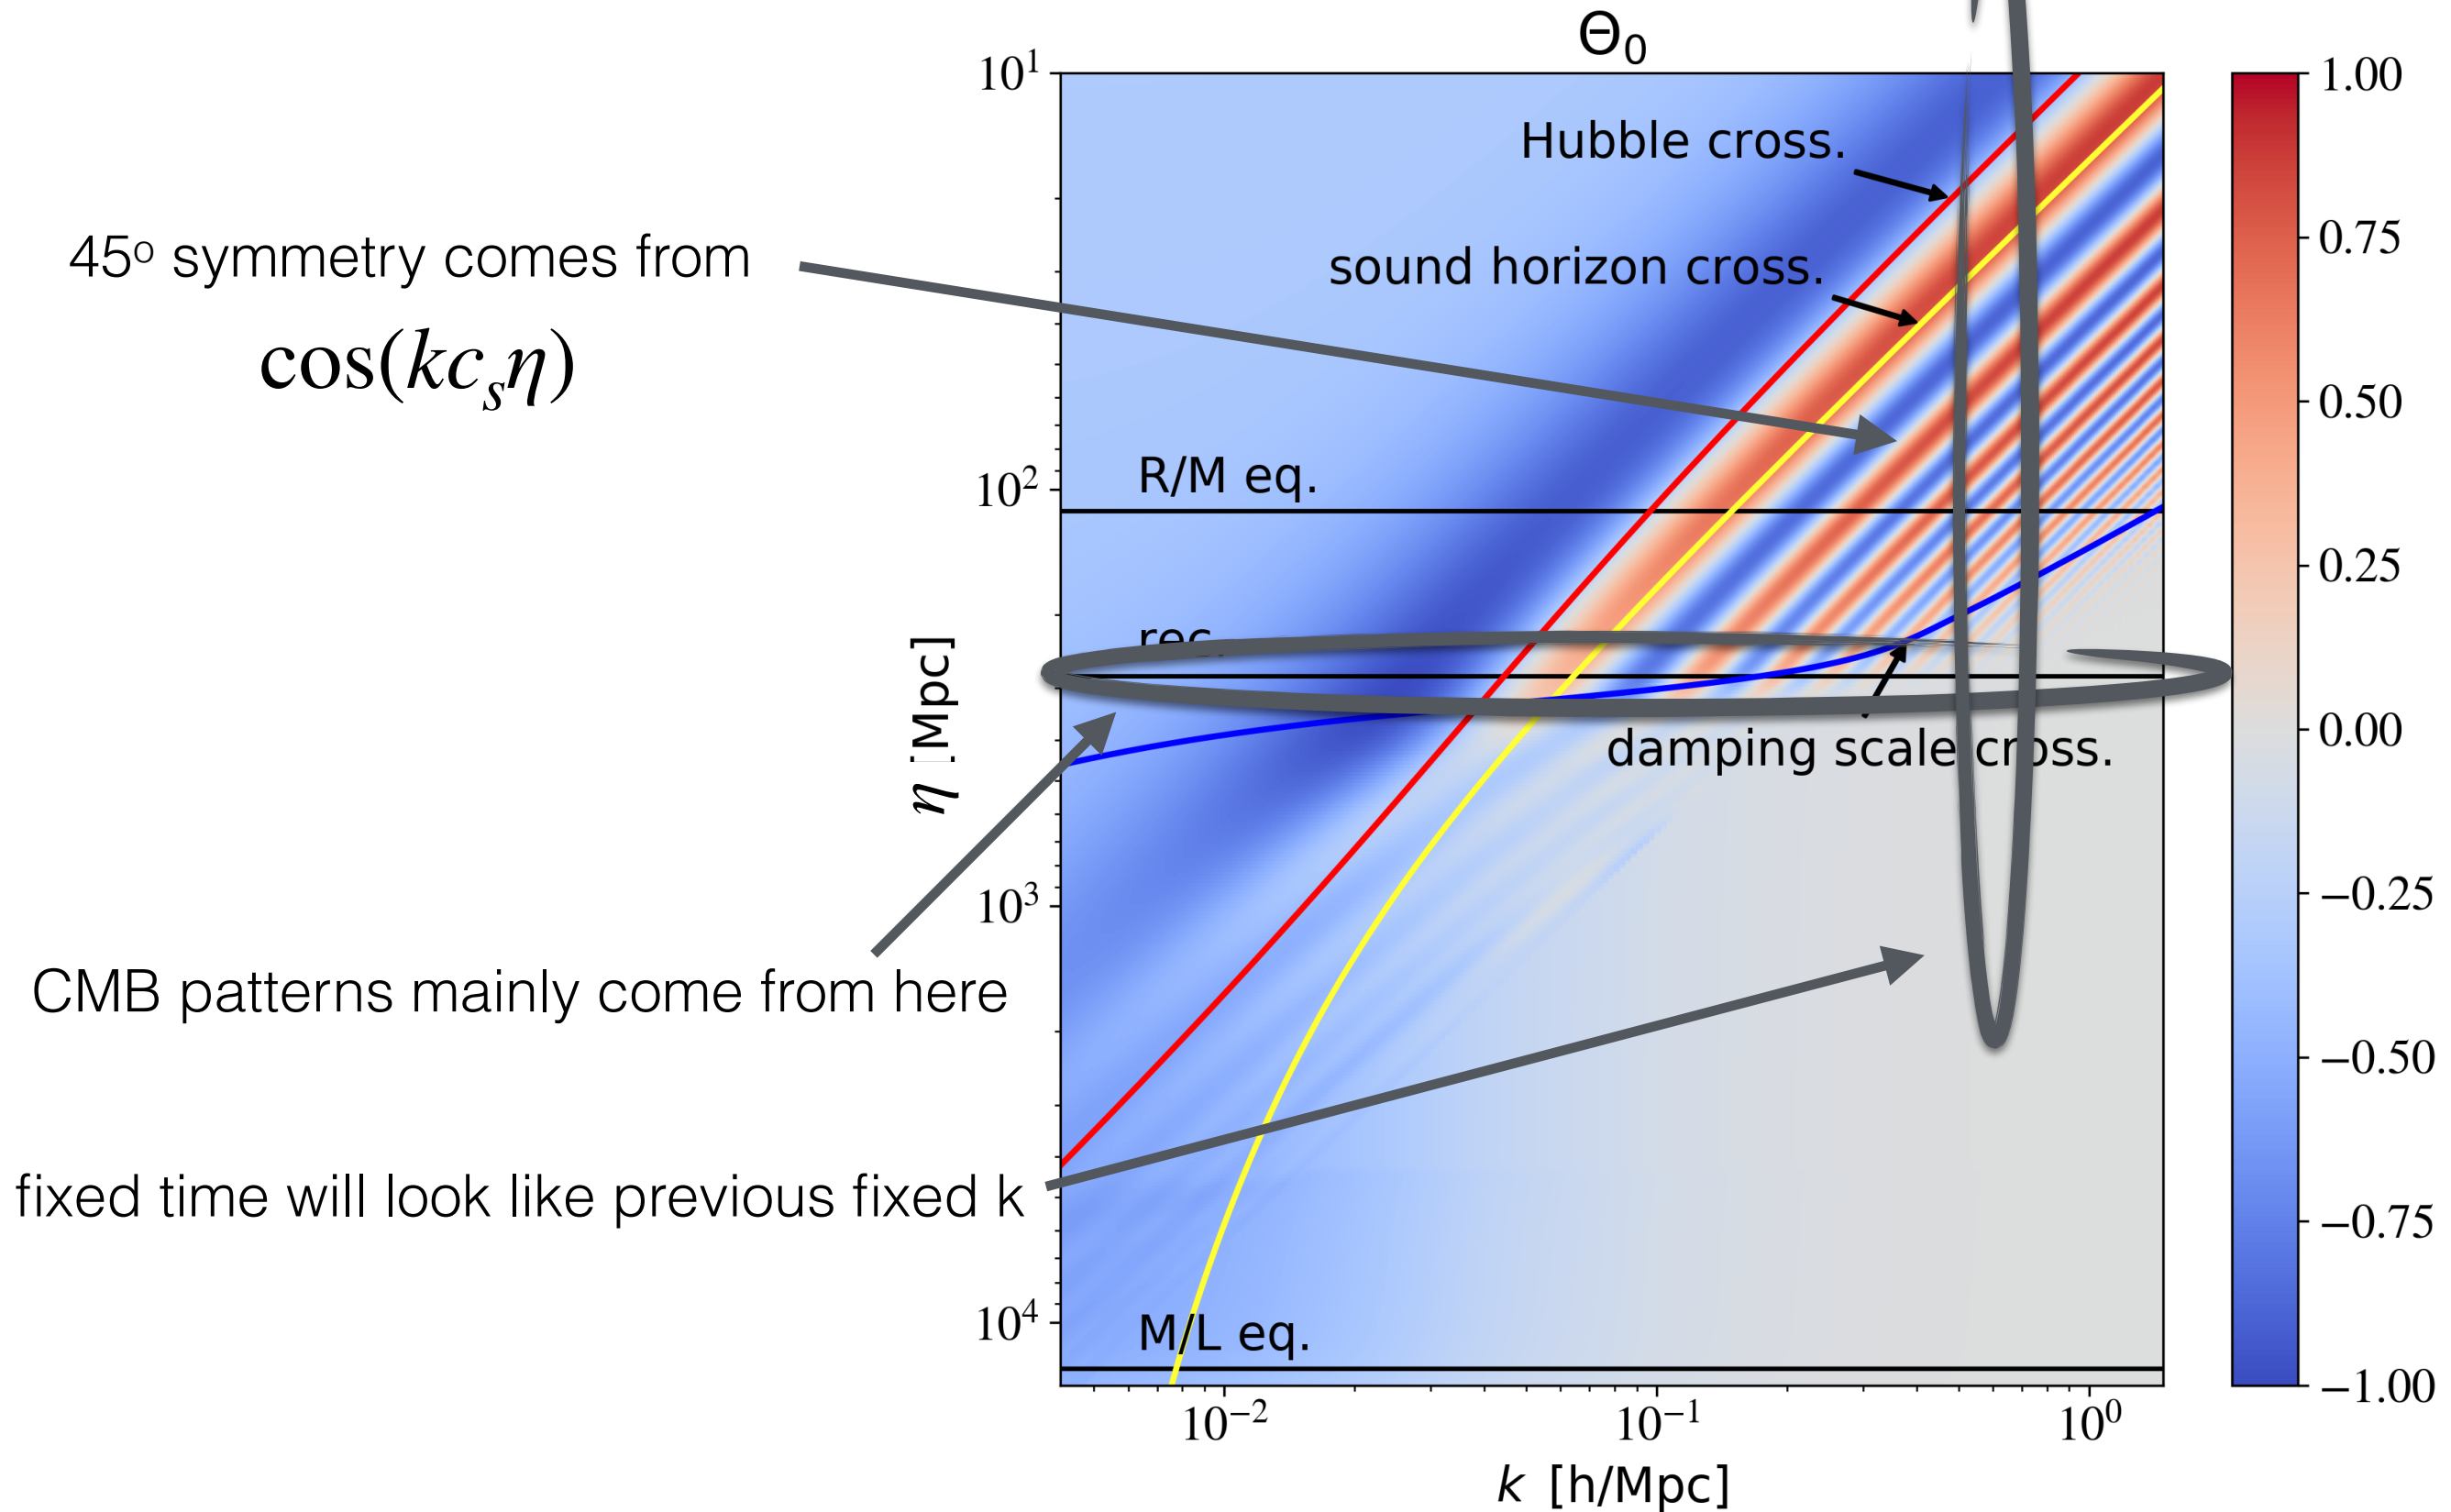 Θ₀
10¹
10²
10³
10⁴
η [Mpc]
Hubble cross.
sound horizon cross.
R/M eq.
rec.
damping scale cross.
M/L eq.
10⁻²
10⁻¹
10⁰
k [h/Mpc]
1.00
0.75
0.50
0.25
0.00
−0.25
−0.50
−0.75
−1.00
45º symmetry comes from
cos(kcₛη)
CMB patterns mainly come from here
fixed time will look like previous fixed k